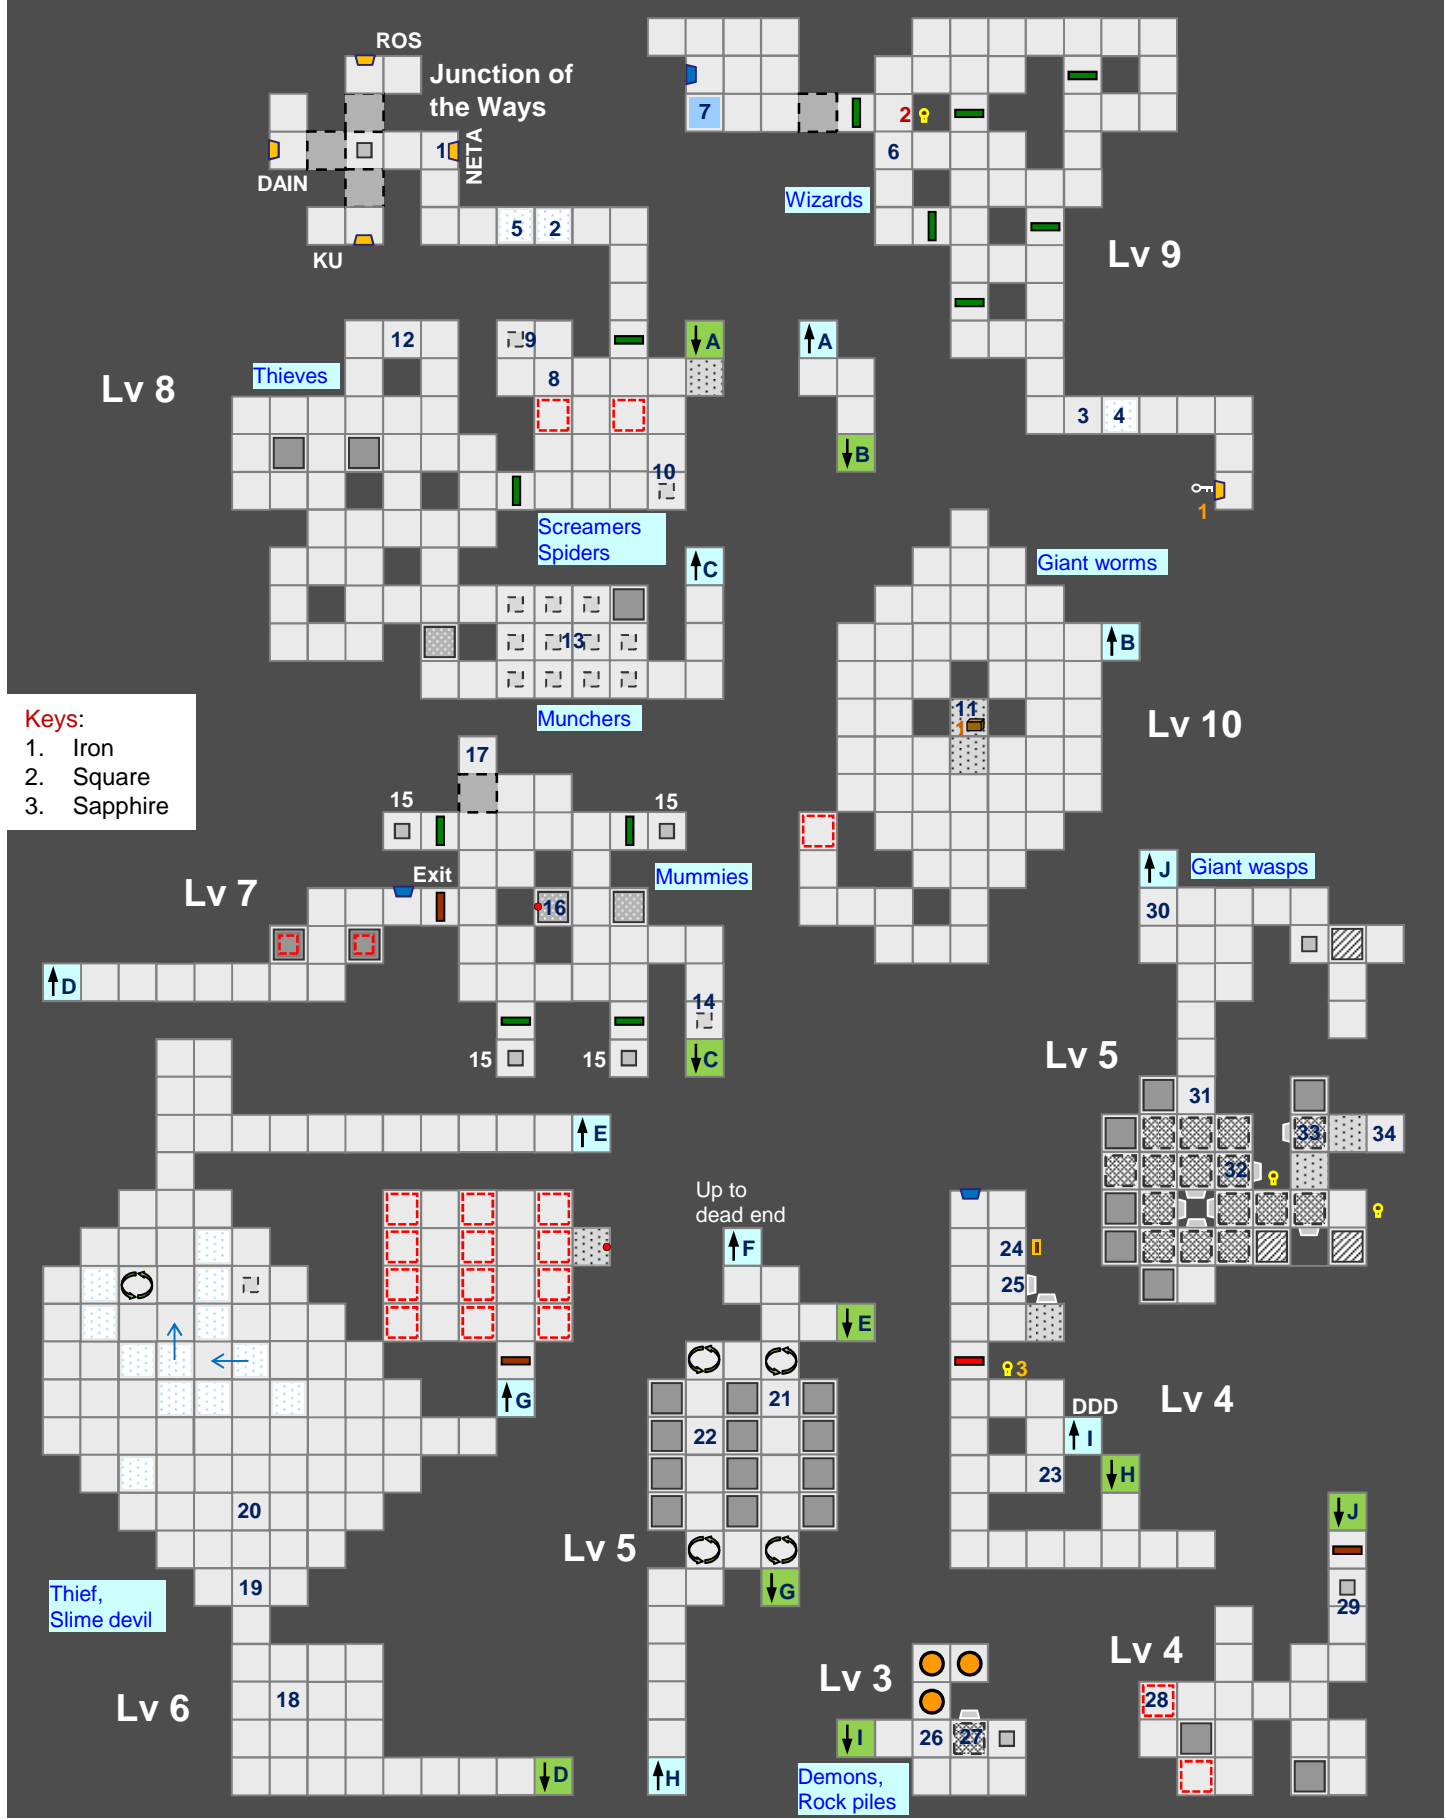 ROS
Junction of
the Ways
NETA
1
DAIN
KU
5
2
7
2
6
Wizards
Lv 9
12
9
8
A
A
Thieves
Lv 8
B
3
4
1
10
Screamers
Spiders
C
Giant worms
B
13
Munchers
11
1
Lv 10
Keys:
1. Iron
2. Square
3. Sapphire
17
15
15
Exit
Lv 7
16
Mummies
J
Giant wasps
30
D
14
15
15
C
Lv 5
31
E
33
34
32
Up to
dead end
F
24
25
E
3
G
21
22
DDD
Lv 4
I
23
H
20
Lv 5
J
19
G
29
Thief,
Slime devil
Lv 3
Lv 4
Lv 6
18
28
I
26
27
D
H
Demons,
Rock piles